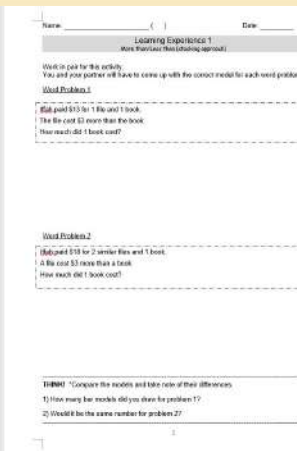 Name: ( ) Date:
Learning Experience 1
More than/Less than (stacking approach)
Work in pair for this activity.
You and your partner will have to come up with the correct model for each word problem
Word Problem 1
paid $13 for 1 file and 1 book.
The file cost $3 more than the book
How much did 1 book cost?
Word Problem 2
paid $18 for 2 similar files and 1 book.
A file cost $3 more than a book
How much did 1 book cost?
THINK! *Compare the models and take note of their differences
1) How many bar models did you draw for problem 1?
2) Would it be the same number for problem 2?
1